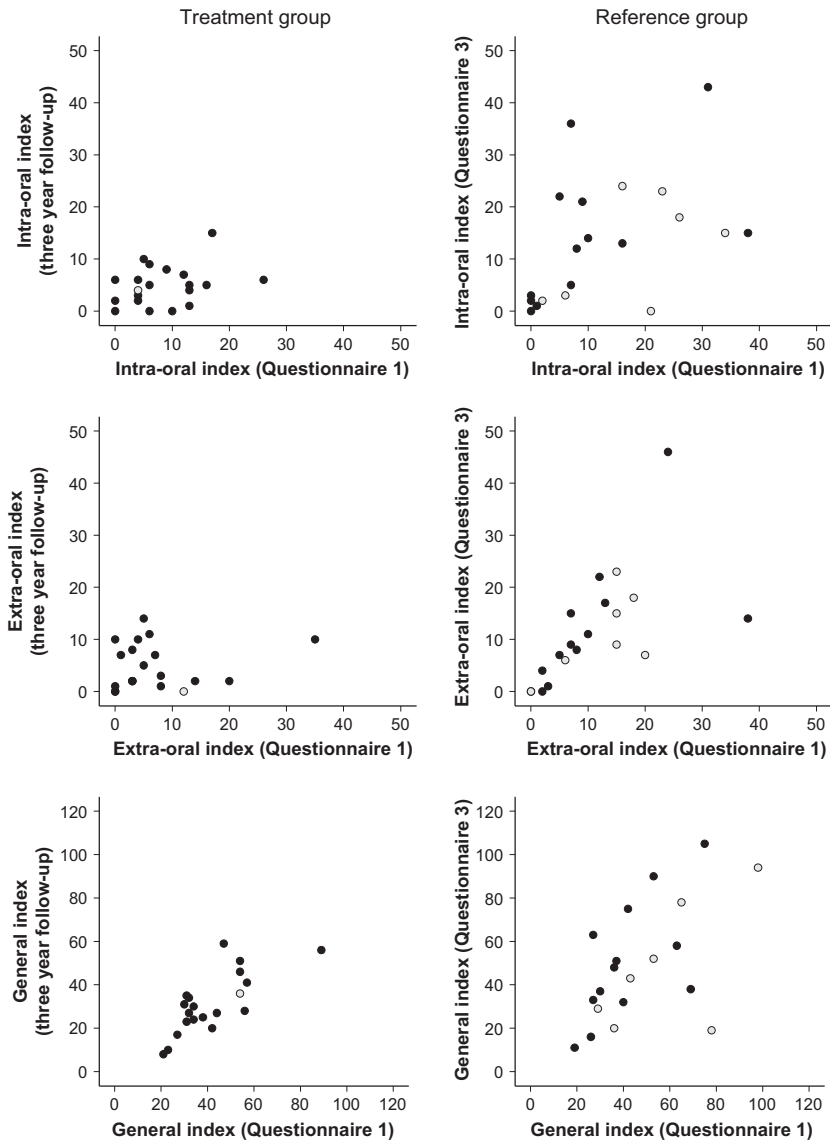 Treatment group
Reference group
50
40
30
20
10
0
Intra-oral index
(three year follow-up)
0 10 20 30 40 50
Intra-oral index (Questionnaire 1)
50
40
30
20
10
0
Intra-oral index (Questionnaire 3)
0 10 20 30 40 50
Intra-oral index (Questionnaire 1)
50
40
30
20
10
0
Extra-oral index
(three year follow-up)
0 10 20 30 40 50
Extra-oral index (Questionnaire 1)
50
40
30
20
10
0
Extra-oral index (Questionnaire 3)
0 10 20 30 40 50
Extra-oral index (Questionnaire 1)
120
100
80
60
40
20
0
General index
(three year follow-up)
0 20 40 60 80 100 120
General index (Questionnaire 1)
120
100
80
60
40
20
0
General index (Questionnaire 3)
0 20 40 60 80 100 120
General index (Questionnaire 1)